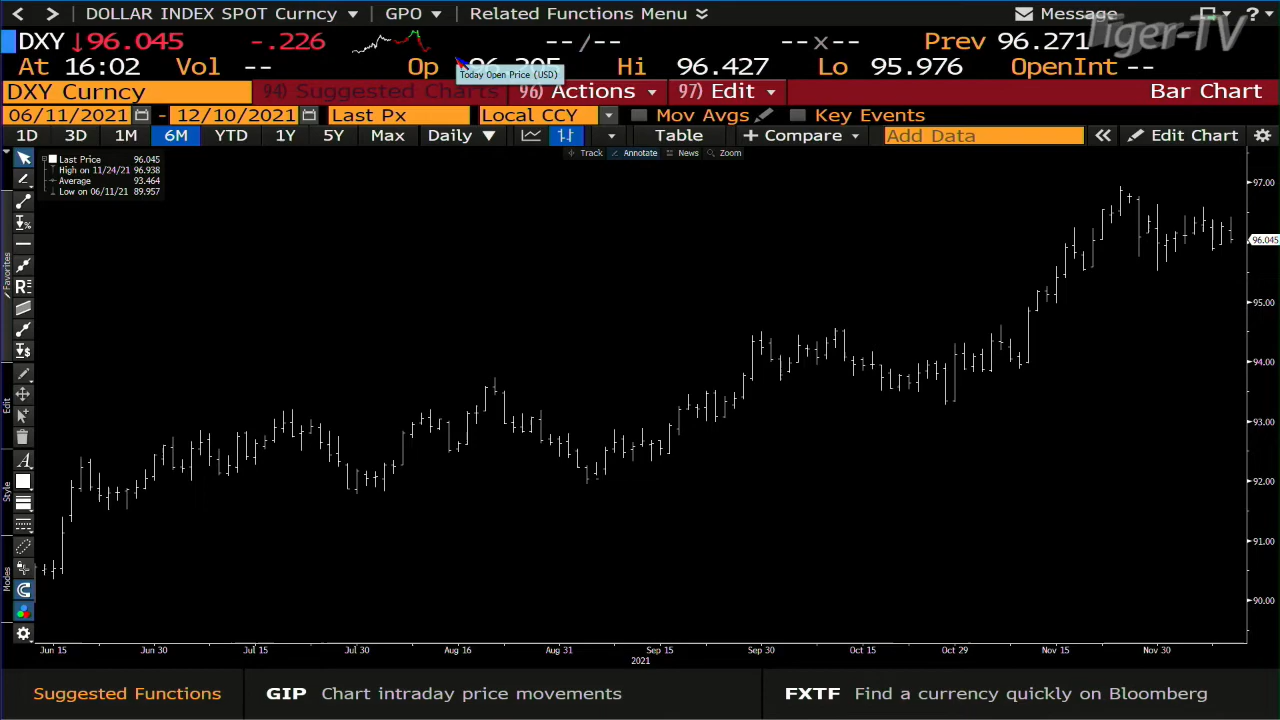 DOLLAR INDEX SPOT Curncy GPO Related Functions Menu Message ?
Tiger-TV
DXY 96.045 -.226 -- / -- -- x -- Prev 96.271
At 16:02 Vol -- Op 96.205 Hi 96.427 Lo 95.976 OpenInt --
Today Open Price (USD)
DXY Curncy 94) Suggested Charts 96) Actions 97) Edit Bar Chart
06/11/2021 - 12/10/2021 Last Px Local CCY Mov Avgs Key Events
1D 3D 1M 6M YTD 1Y 5Y Max Daily Table + Compare Add Data Edit Chart
Track Annotate News Zoom
Last Price 96.045
High on 11/24/21 96.938
Average 93.464
Low on 06/11/21 89.957
Favorites
Edit
Style
Modes
97.00
96.045
95.00
94.00
93.00
92.00
91.00
90.00
Jun 15 Jun 30 Jul 15 Jul 30 Aug 16 Aug 31 Sep 15 Sep 30 Oct 15 Oct 29 Nov 15 Nov 30
2021
Suggested Functions GIP Chart intraday price movements FXTF Find a currency quickly on Bloomberg